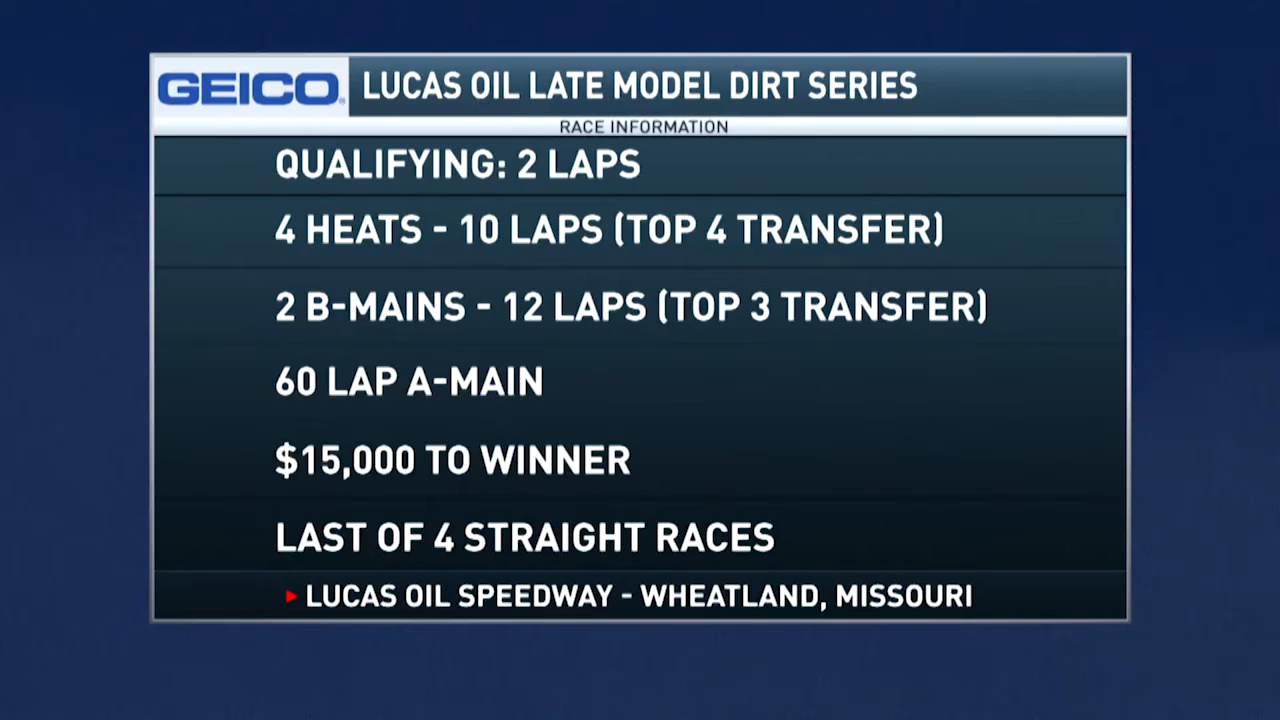 GEICO LUCAS OIL LATE MODEL DIRT SERIES
RACE INFORMATION
QUALIFYING: 2 LAPS
4 HEATS - 10 LAPS (TOP 4 TRANSFER)
2 B-MAINS - 12 LAPS (TOP 3 TRANSFER)
60 LAP A-MAIN
$15,000 TO WINNER
LAST OF 4 STRAIGHT RACES
LUCAS OIL SPEEDWAY - WHEATLAND, MISSOURI